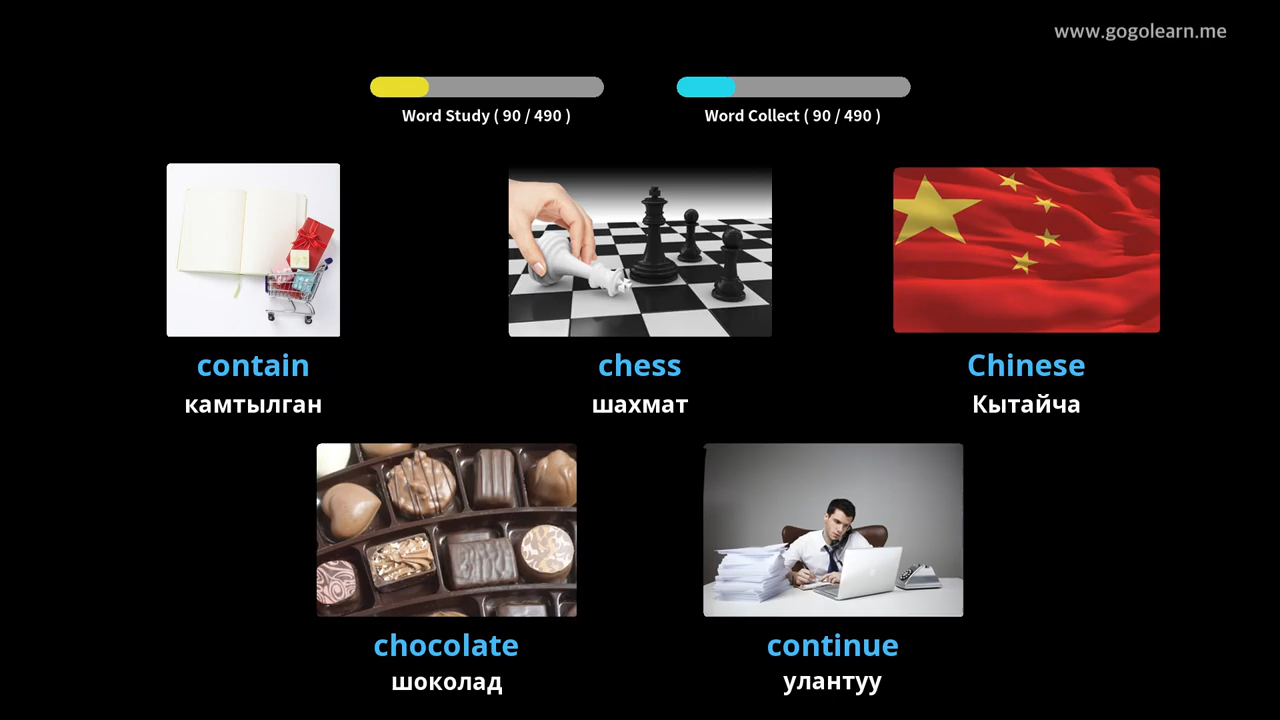 www.gogolearn.me
Word Study ( 90 / 490 )
Word Collect ( 90 / 490 )
contain
chess
Chinese
камтылган
шахмат
Кытайча
chocolate
continue
шоколад
улантуу